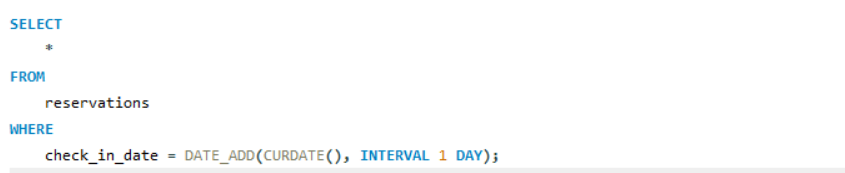 SELECT
    *
FROM
    reservations
WHERE
    check_in_date = DATE_ADD(CURDATE(), INTERVAL 1 DAY);